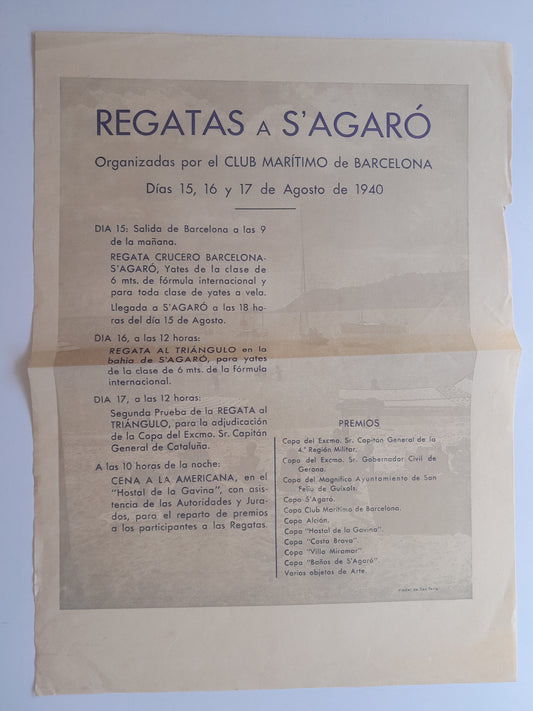 REGATAS A S'AGARÓ
Organizadas por el CLUB MARÍTIMO de BARCELONA
Días 15, 16 y 17 de Agosto de 1940
DIA 15: Salida de Barcelona a las 9
de la mañana.
REGATA CRUCERO BARCELONA-
S'AGARÓ, Yates de la clase de
6 mts. de fórmula internacional y
para toda clase de yates a vela.
Llegada a S'AGARÓ a las 18 ho-
ras del día 15 de Agosto.
DIA 16, a las 12 horas:
REGATA AL TRIÁNGULO en la
bahía de S'AGARÓ, para yates
de la clase de 6 mts. de la fórmula
internacional.
DIA 17, a las 12 horas:
Segunda Prueba de la REGATA al
TRIÁNGULO, para la adjudicación
de la Copa del Excmo. Sr. Capitán
General de Cataluña.
A las 10 horas de la noche:
CENA A LA AMERICANA, en el
"Hostal de la Gavina", con asis-
tencia de las Autoridades y Jura-
dos, para el reparto de premios
a los participantes a las Regatas.
PREMIOS
Copa del Excmo. Sr. Capitán General de la
4.ª Región Militar.
Copa del Excmo. Sr. Gobernador Civil de
Gerona.
Copa del Magnífico Ayuntamiento de San
Feliu de Guixols.
Copa S'Agaró.
Copa Club Marítimo de Barcelona.
Copa Alcián.
Copa "Hostal de la Gavina".
Copa "Costa Brava".
Copa "Villa Miramar".
Copa "Baños de S'Agaró".
Varios objetos de Arte.